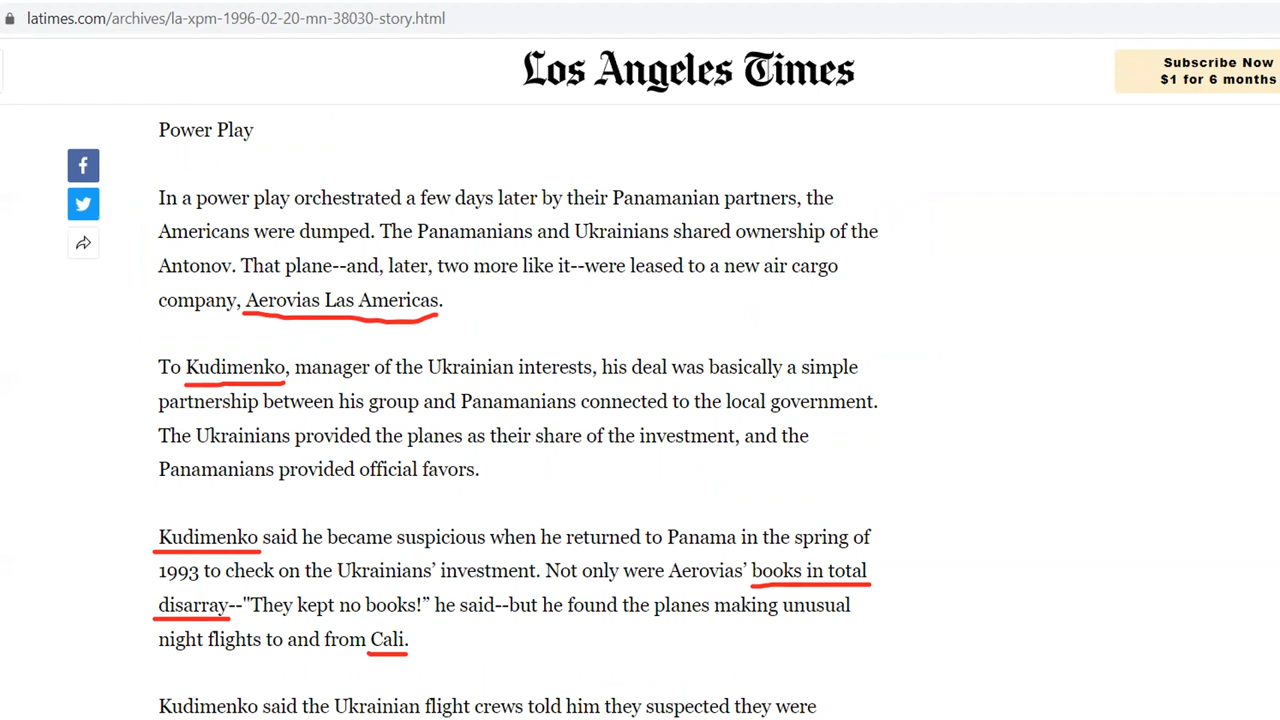 latimes.com/archives/la-xpm-1996-02-20-mn-38030-story.html
Los Angeles Times
Subscribe Now
$1 for 6 months
Power Play
In a power play orchestrated a few days later by their Panamanian partners, the
Americans were dumped. The Panamanians and Ukrainians shared ownership of the
Antonov. That plane--and, later, two more like it--were leased to a new air cargo
company, Aerovias Las Americas.
To Kudimenko, manager of the Ukrainian interests, his deal was basically a simple
partnership between his group and Panamanians connected to the local government.
The Ukrainians provided the planes as their share of the investment, and the
Panamanians provided official favors.
Kudimenko said he became suspicious when he returned to Panama in the spring of
1993 to check on the Ukrainians’ investment. Not only were Aerovias’ books in total
disarray--"They kept no books!” he said--but he found the planes making unusual
night flights to and from Cali.
Kudimenko said the Ukrainian flight crews told him they suspected they were